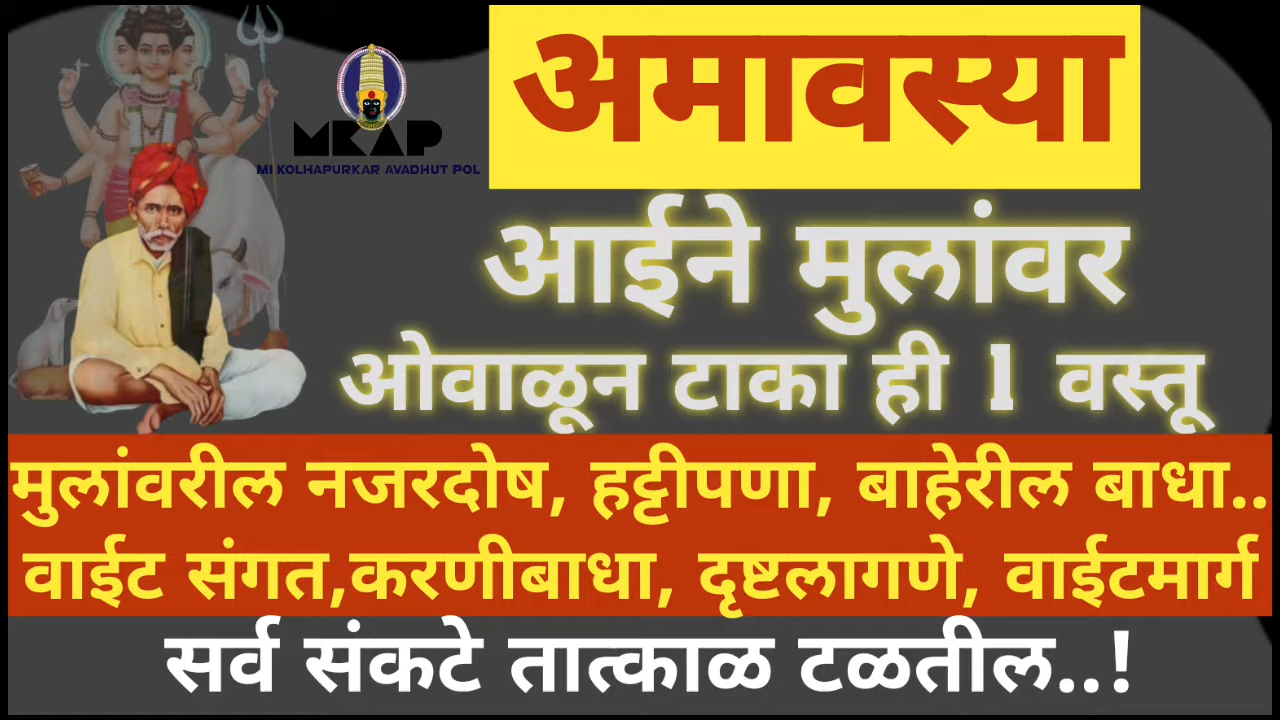 अमावस्या
MKAP
MI KOLHAPURKAR AVADHUT POL
आईने मुलांवर
ओवाळून टाका ही 1 वस्तू
मुलांवरील नजरदोष, हट्टीपणा, बाहेरील बाधा..
वाईट संगत,करणीबाधा, दृष्टलागणे, वाईटमार्ग
सर्व संकटे तात्काळ टळतील..!